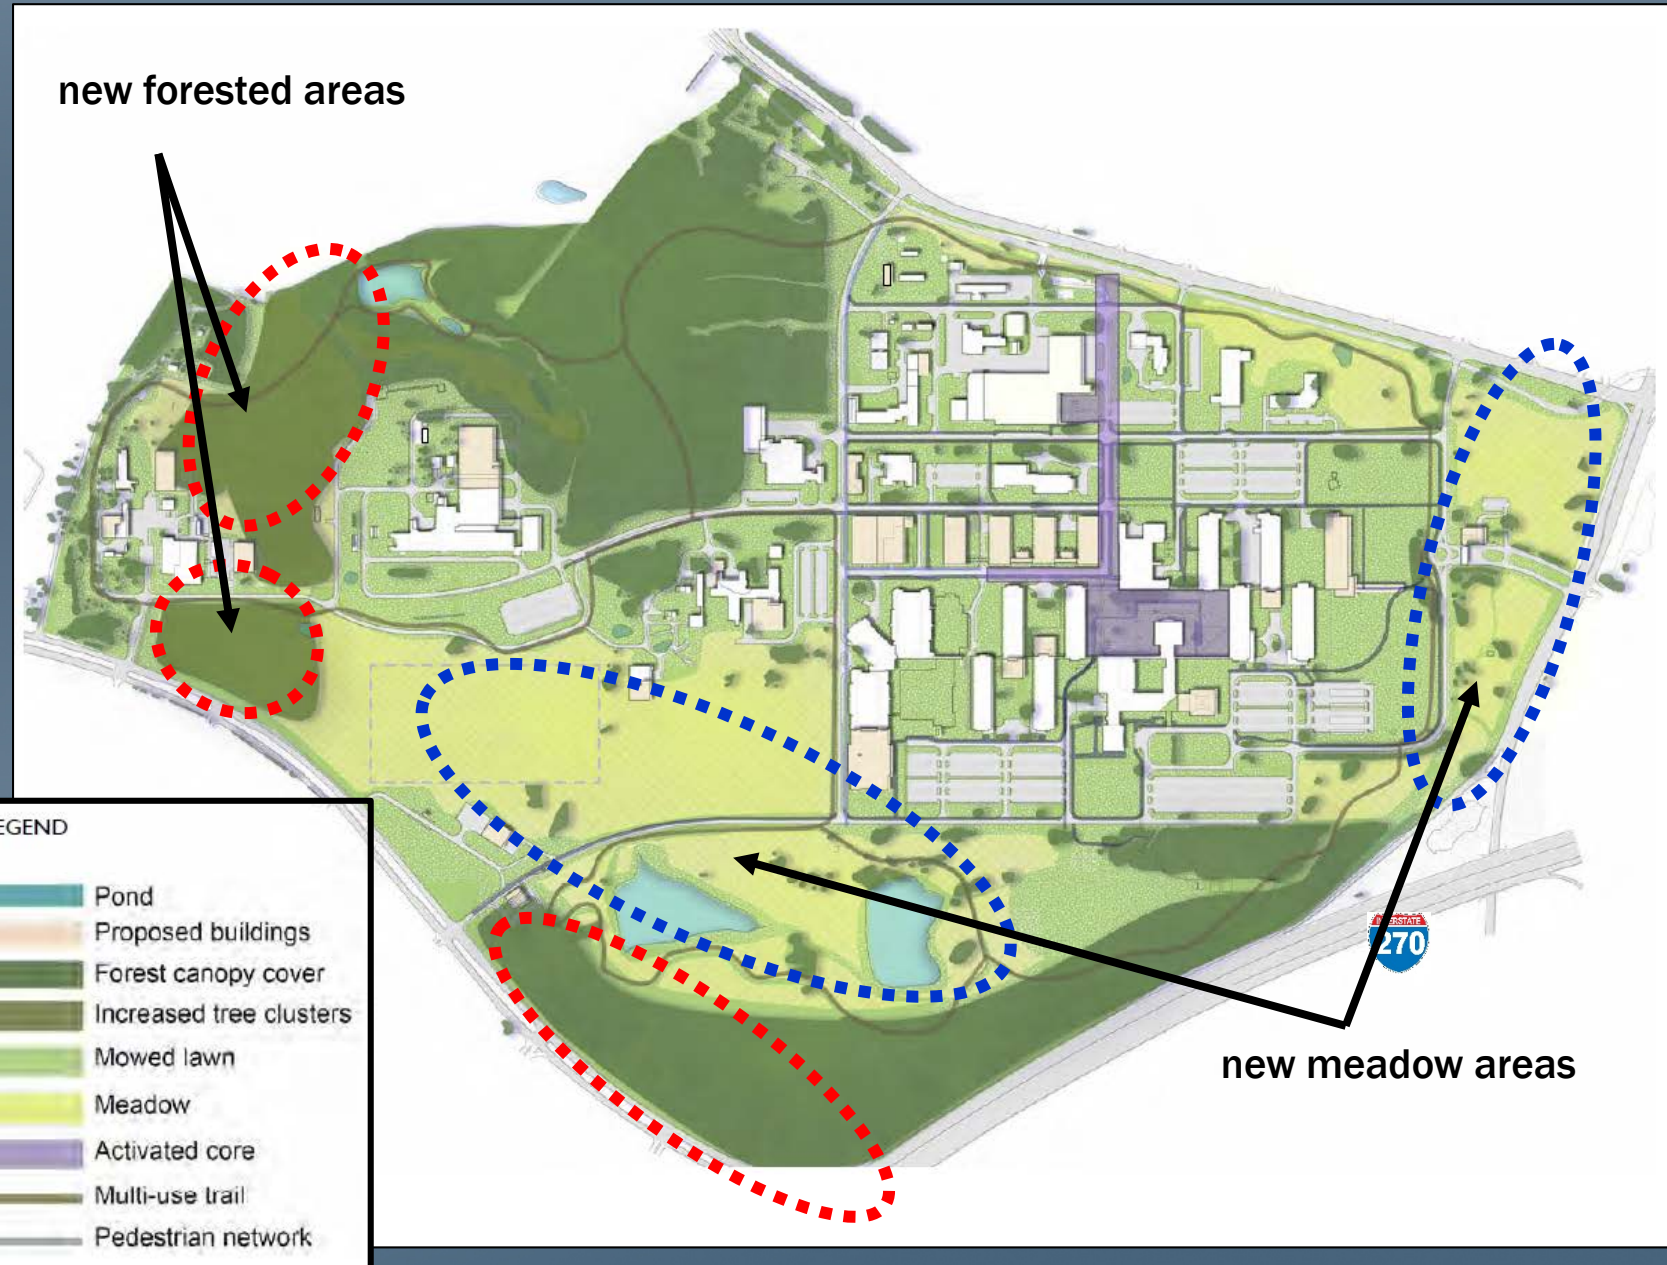 new forested areas
EGEND
Pond
Proposed buildings
Forest canopy cover
Increased tree clusters
Mowed lawn
Meadow
Activated core
Multi-use trail
Pedestrian network
INTERSTATE
270
new meadow areas